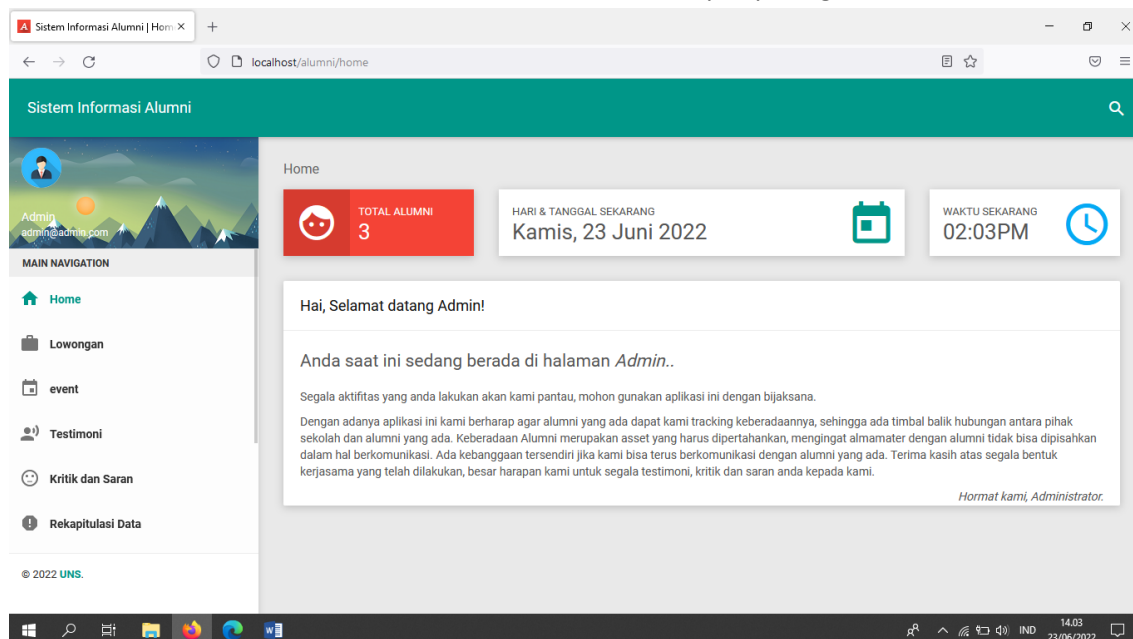 Sistem Informasi Alumni | Hom
localhost/alumni/home
Sistem Informasi Alumni
Admin
admin@admin.com
MAIN NAVIGATION
Home
Lowongan
event
Testimoni
Kritik dan Saran
Rekapitulasi Data
© 2022 UNS.
Home
TOTAL ALUMNI
3
HARI & TANGGAL SEKARANG
Kamis, 23 Juni 2022
WAKTU SEKARANG
02:03PM
Hai, Selamat datang Admin!
Anda saat ini sedang berada di halaman Admin..
Segala aktifitas yang anda lakukan akan kami pantau, mohon gunakan aplikasi ini dengan bijaksana.
Dengan adanya aplikasi ini kami berharap agar alumni yang ada dapat kami tracking keberadaannya, sehingga ada timbal balik hubungan antara pihak
sekolah dan alumni yang ada. Keberadaan Alumni merupakan asset yang harus dipertahankan, mengingat almamater dengan alumni tidak bisa dipisahkan
dalam hal berkomunikasi. Ada kebanggaan tersendiri jika kami bisa terus berkomunikasi dengan alumni yang ada. Terima kasih atas segala bentuk
kerjasama yang telah dilakukan, besar harapan kami untuk segala testimoni, kritik dan saran anda kepada kami.
Hormat kami, Administrator.
IND
14.03
23/06/2022